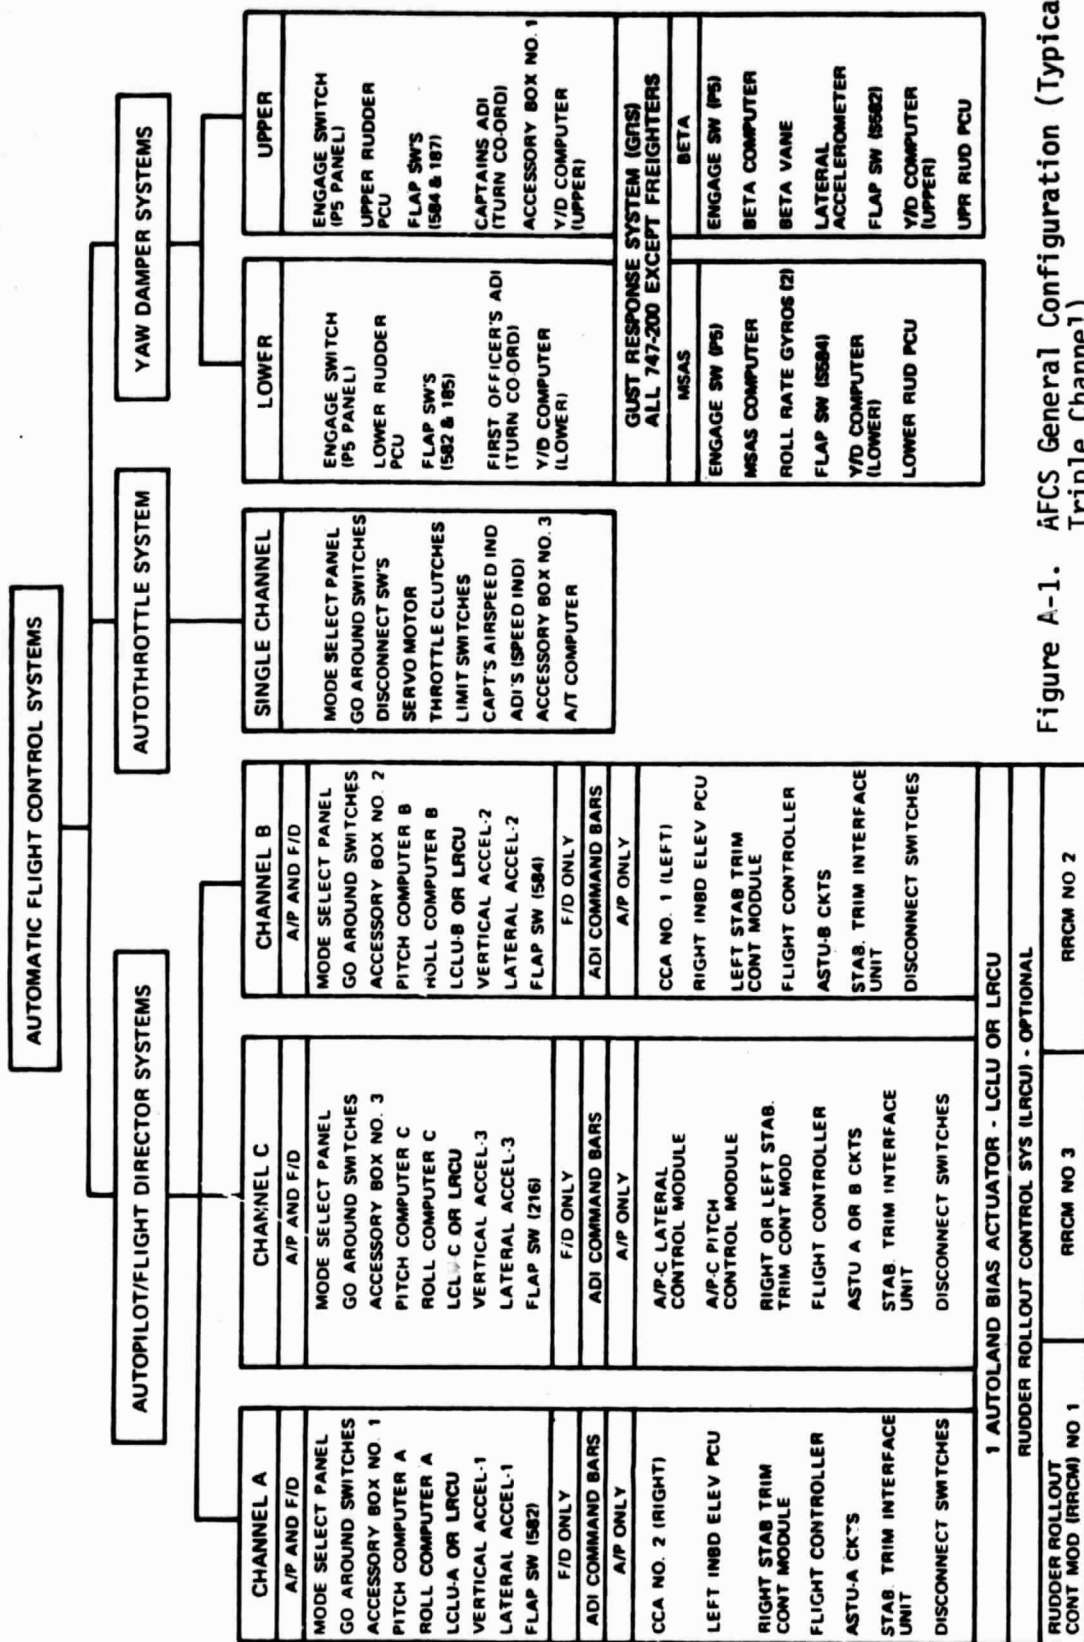 AUTOMATIC FLIGHT CONTROL SYSTEMS
AUTOPILOT/FLIGHT DIRECTOR SYSTEMS
AUTOTHROTTLE SYSTEM
YAW DAMPER SYSTEMS
CHANNEL A
A/P AND F/D
MODE SELECT PANEL
GO AROUND SWITCHES
ACCESSORY BOX NO. 1
PITCH COMPUTER A
ROLL COMPUTER A
LCLU-A OR LRCU
VERTICAL ACCEL-1
LATERAL ACCEL-1
FLAP SW (582)
F/D ONLY
ADI COMMAND BARS
A/P ONLY
CCA NO. 2 (RIGHT)
LEFT INBD ELEV PCU
RIGHT STAB TRIM
CONT MODULE
FLIGHT CONTROLLER
ASTU-A CKTS
STAB. TRIM INTERFACE
UNIT
DISCONNECT SWITCHES
CHANNEL C
A/P AND F/D
MODE SELECT PANEL
GO AROUND SWITCHES
ACCESSORY BOX NO. 3
PITCH COMPUTER C
ROLL COMPUTER C
LCL C OR LRCU
VERTICAL ACCEL-3
LATERAL ACCEL-3
FLAP SW (216)
F/D ONLY
ADI COMMAND BARS
A/P ONLY
A/P-C LATERAL
CONTROL MODULE
A/P-C PITCH
CONTROL MODULE
RIGHT OR LEFT STAB.
TRIM CONT MOD
FLIGHT CONTROLLER
ASTU A OR B CKTS
STAB. TRIM INTERFACE
UNIT
DISCONNECT SWITCHES
CHANNEL B
A/P AND F/D
MODE SELECT PANEL
GO AROUND SWITCHES
ACCESSORY BOX NO. 2
PITCH COMPUTER B
ROLL COMPUTER B
LCLU-B OR LRCU
VERTICAL ACCEL-2
LATERAL ACCEL-2
FLAP SW (584)
F/D ONLY
ADI COMMAND BARS
A/P ONLY
CCA NO. 1 (LEFT)
RIGHT INBD ELEV PCU
LEFT STAB TRIM
CONT MODULE
FLIGHT CONTROLLER
ASTU-B CKTS
STAB. TRIM INTERFACE
UNIT
DISCONNECT SWITCHES
1 AUTOLAND BIAS ACTUATOR - LCLU OR LRCU
RUDDER ROLLOUT CONTROL SYS (LRCU) - OPTIONAL
RUDDER ROLLOUT
CONT MOD (RRCM) NO 1
RRCM NO 3
RRCM NO 2
SINGLE CHANNEL
MODE SELECT PANEL
GO AROUND SWITCHES
DISCONNECT SW'S
SERVO MOTOR
THROTTLE CLUTCHES
LIMIT SWITCHES
CAPT'S AIRSPEED IND
ADI'S (SPEED IND)
ACCESSORY BOX NO. 3
A/T COMPUTER
LOWER
ENGAGE SWITCH
(P5 PANEL)
LOWER RUDDER
PCU
FLAP SW'S
(582 & 185)
FIRST OFFICER'S ADI
(TURN CO-ORD)
Y/D COMPUTER
(LOWER)
UPPER
ENGAGE SWITCH
(P5 PANEL)
UPPER RUDDER
PCU
FLAP SW'S
(584 & 187)
CAPTAINS ADI
(TURN CO-ORD)
ACCESSORY BOX NO. 1
Y/D COMPUTER
(UPPER)
GUST RESPONSE SYSTEM (GRS)
ALL 747-200 EXCEPT FREIGHTERS
MSAS
ENGAGE SW (P5)
MSAS COMPUTER
ROLL RATE GYROS (2)
FLAP SW (S584)
Y/D COMPUTER
(LOWER)
LOWER RUD PCU
BETA
ENGAGE SW (P5)
BETA COMPUTER
BETA VANE
LATERAL
ACCELEROMETER
FLAP SW (S582)
Y/D COMPUTER
(UPPER)
UPR RUD PCU
Figure A-1. AFCS General Configuration (Typica
Triple Channel)